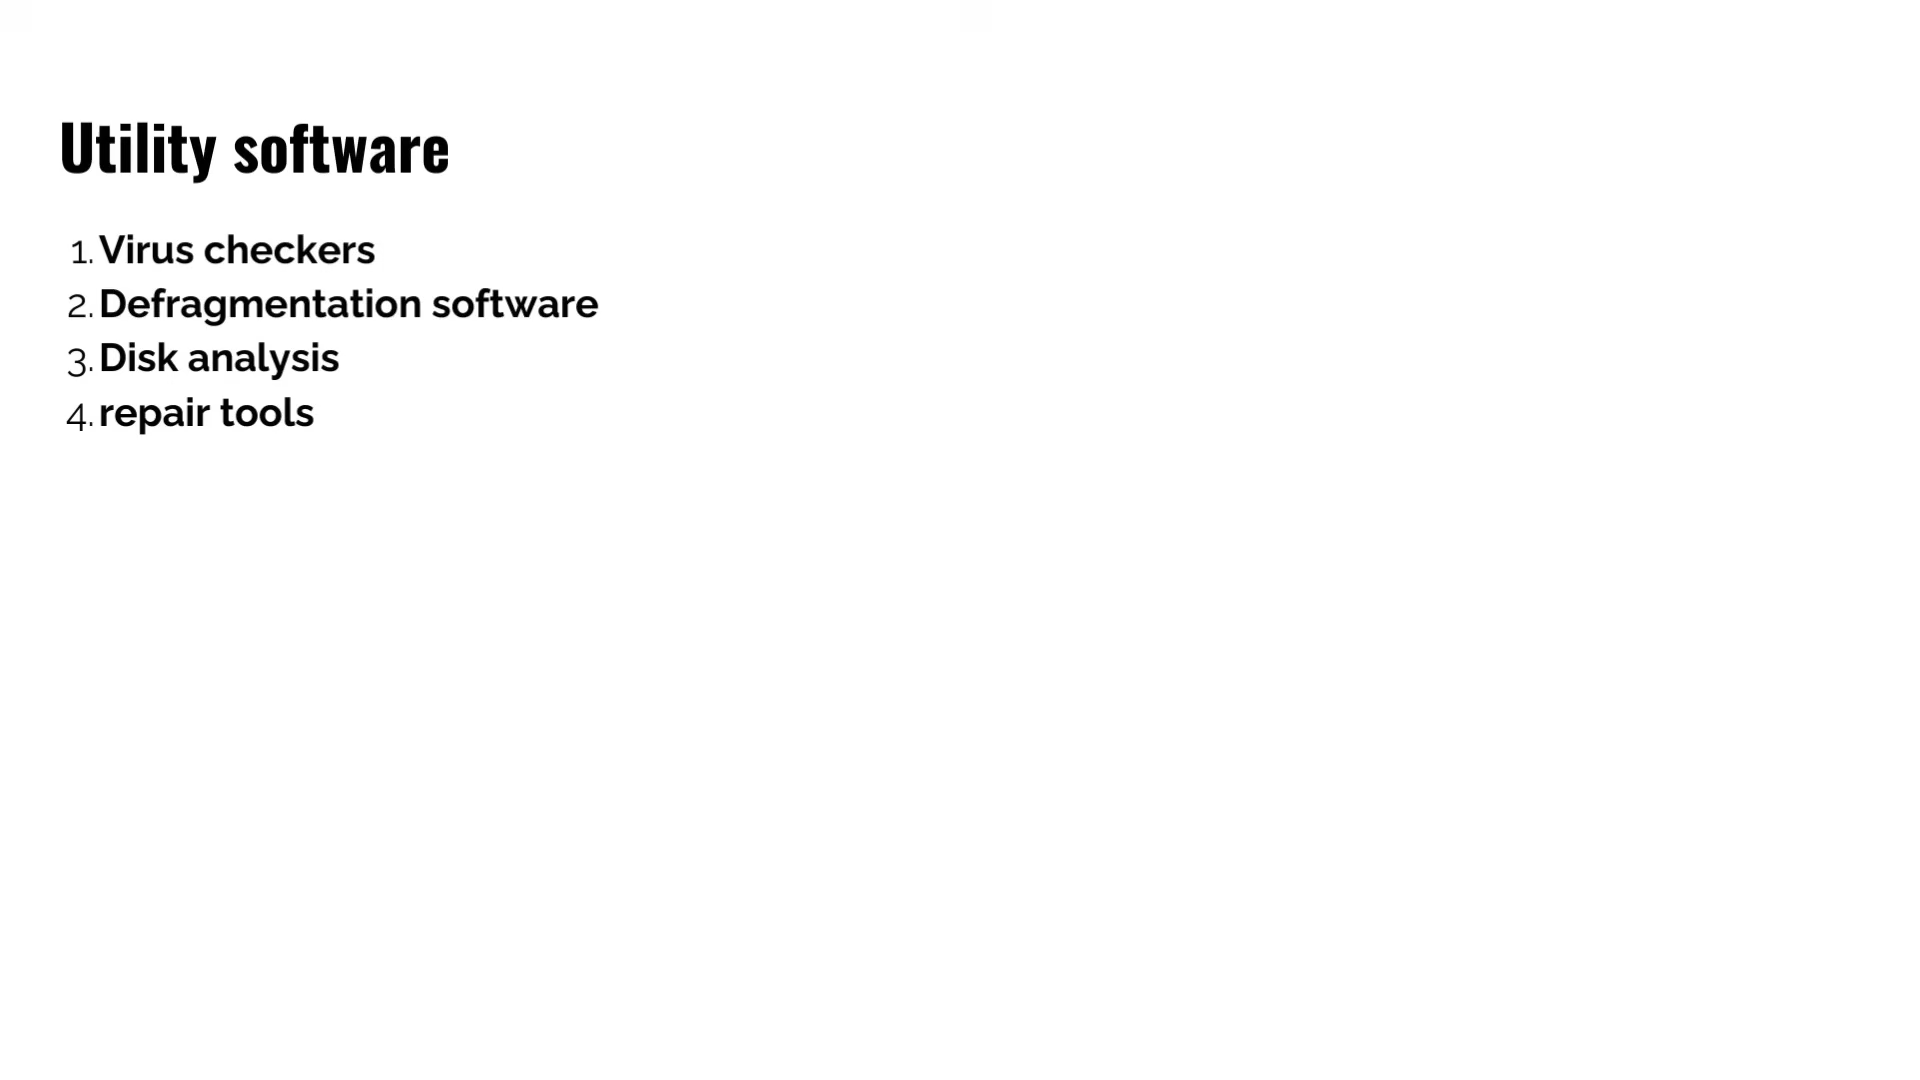 Utility software
1. Virus checkers
2. Defragmentation software
3. Disk analysis
4. repair tools